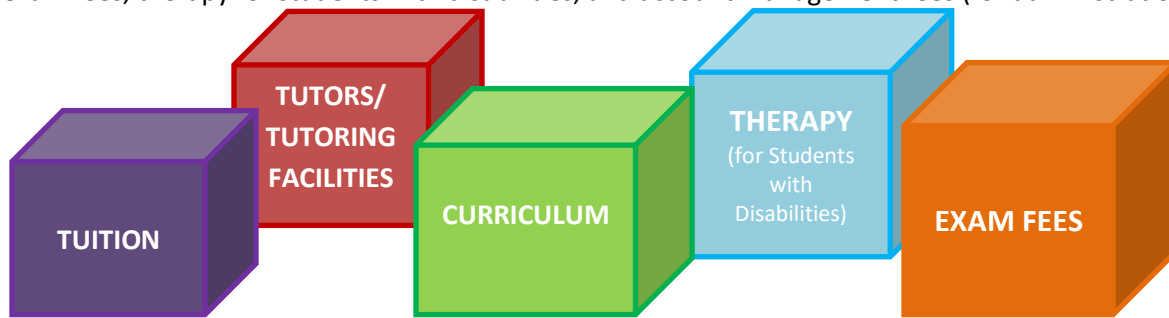 TUTORS/
TUTORING
FACILITIES
THERAPY
(for Students
with
Disabilities)
CURRICULUM
EXAM FEES
TUITION